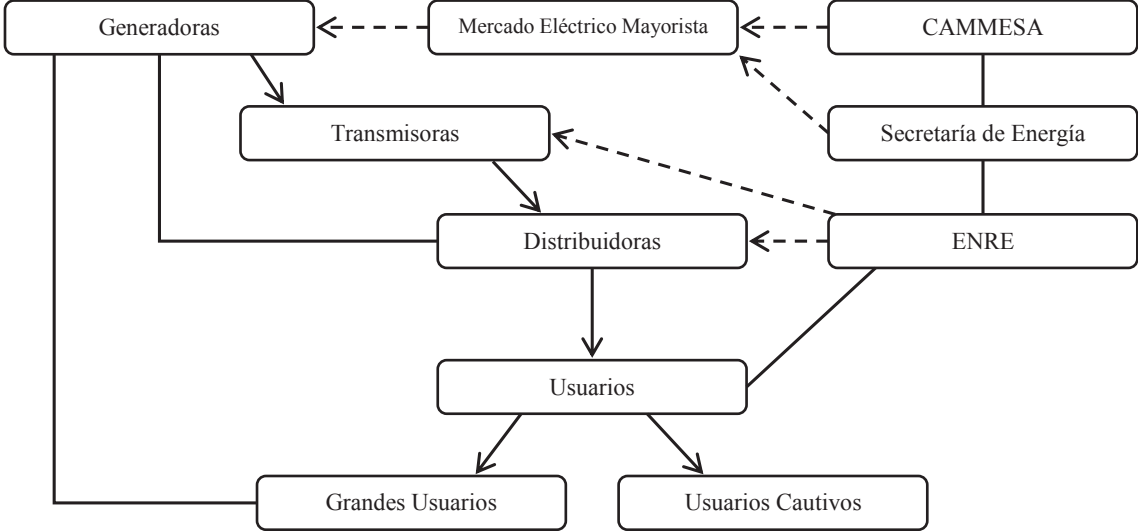 Generadoras
Mercado Eléctrico Mayorista
CAMMESA
Transmisoras
Secretaría de Energía
Distribuidoras
ENRE
Usuarios
Grandes Usuarios
Usuarios Cautivos